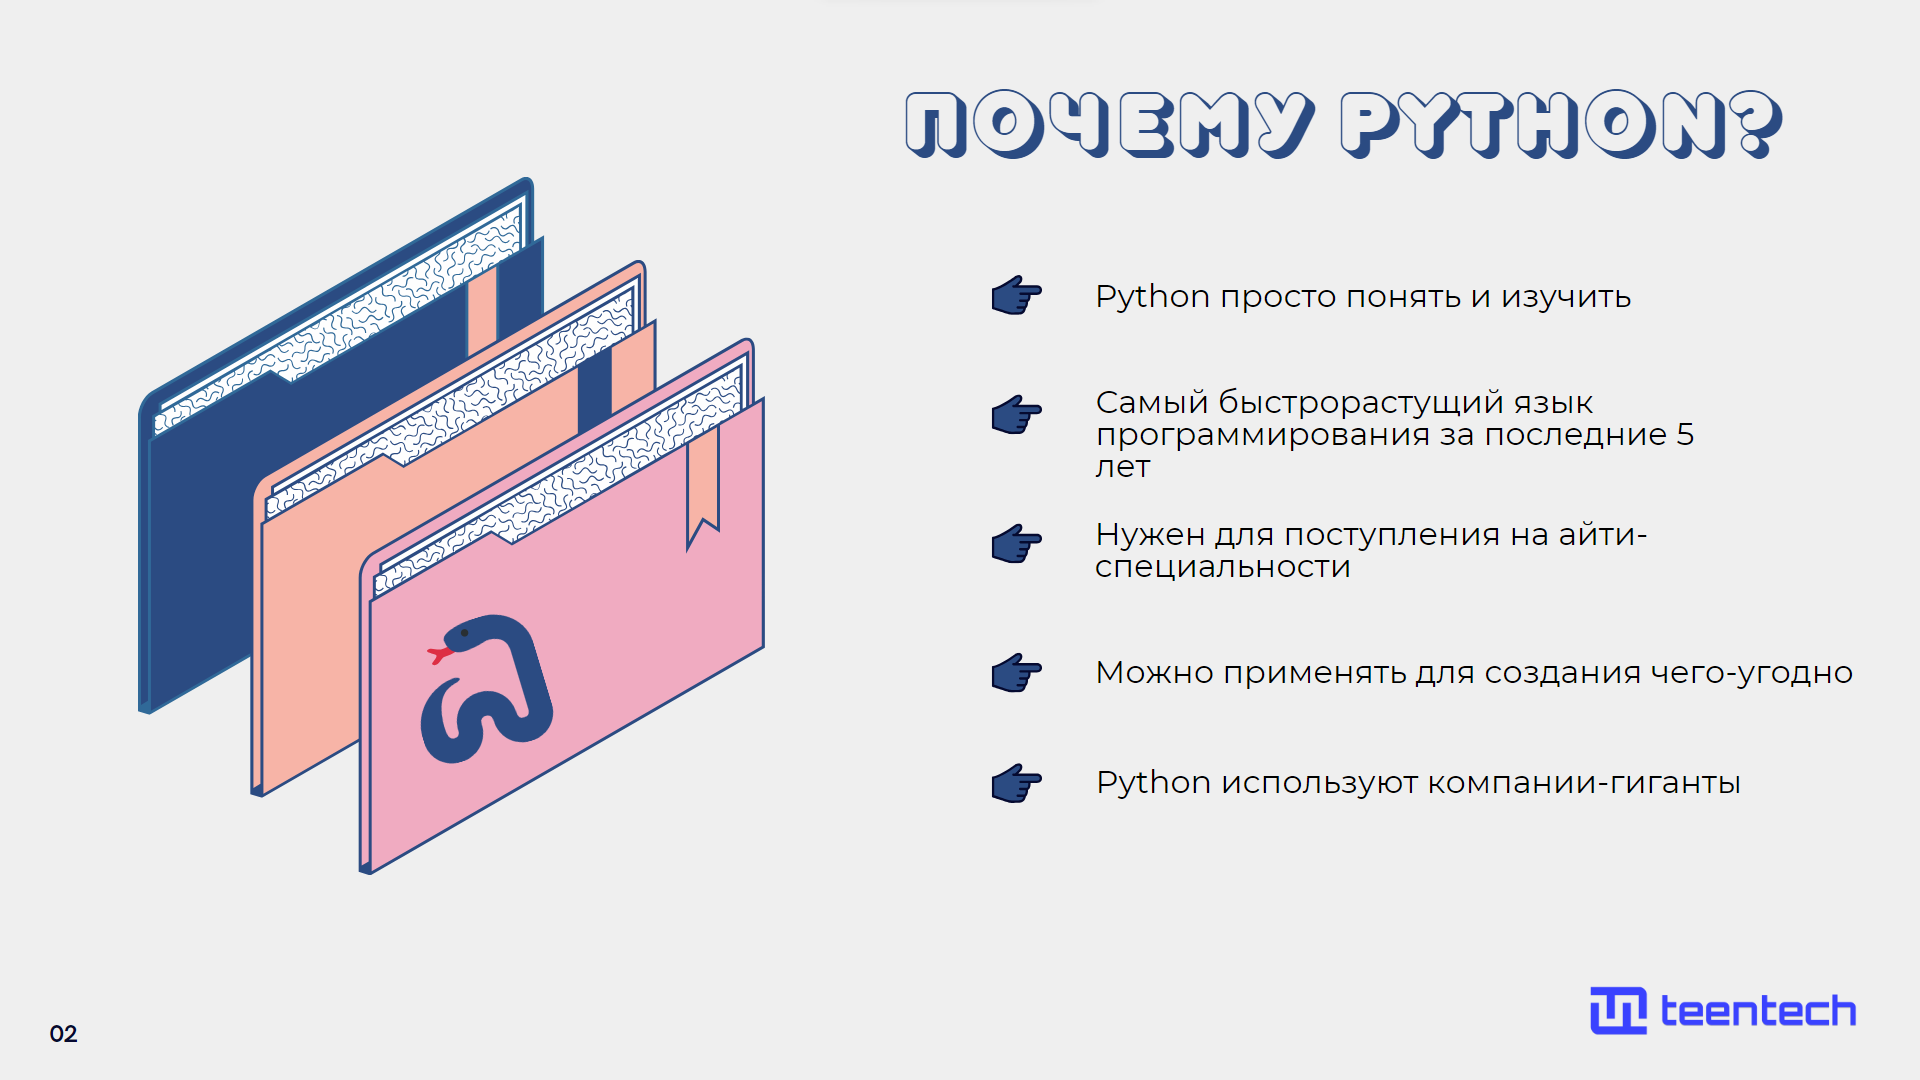 ПОЧЕМУ PYTHON?
Python просто понять и изучить
Самый быстрорастущий язык
программирования за последние 5
лет
Нужен для поступления на айти-
специальности
Можно применять для создания чего-угодно
Python используют компании-гиганты
02
teentech